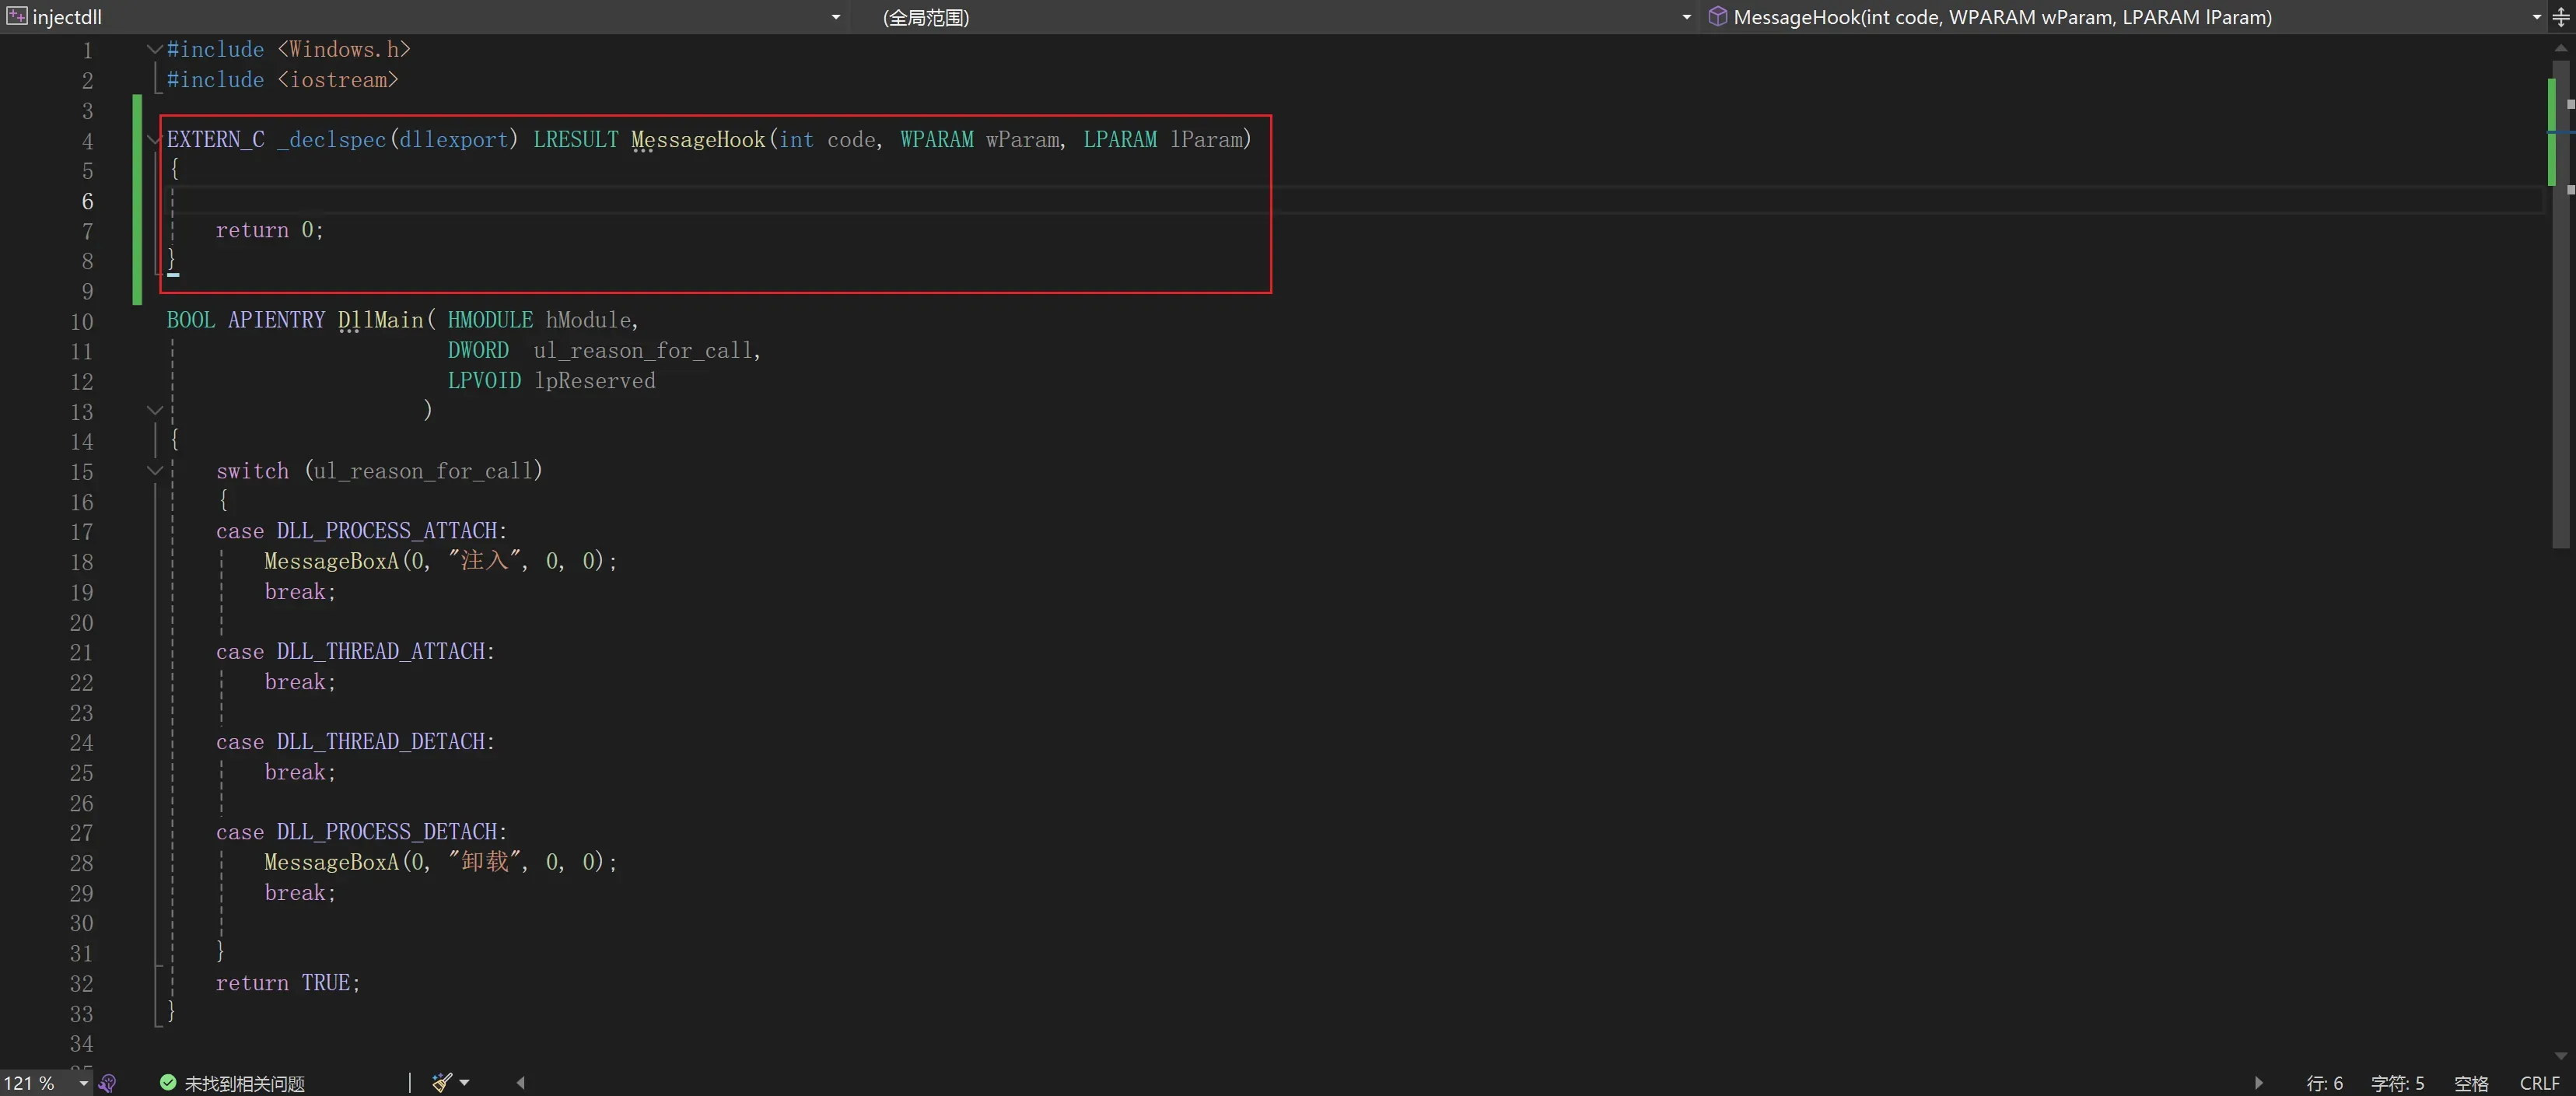 injectdll (全局范围) MessageHook(int code, WPARAM wParam, LPARAM lParam)
1 #include <Windows.h>
2 #include <iostream>
3
4 EXTERN_C _declspec(dllexport) LRESULT MessageHook(int code, WPARAM wParam, LPARAM lParam)
5 {
6
7 return 0;
8 }
9
10 BOOL APIENTRY DllMain( HMODULE hModule,
11 DWORD ul_reason_for_call,
12 LPVOID lpReserved
13 )
14 {
15 switch (ul_reason_for_call)
16 {
17 case DLL_PROCESS_ATTACH:
18 MessageBoxA(0, "注入", 0, 0);
19 break;
20
21 case DLL_THREAD_ATTACH:
22 break;
23
24 case DLL_THREAD_DETACH:
25 break;
26
27 case DLL_PROCESS_DETACH:
28 MessageBoxA(0, "卸载", 0, 0);
29 break;
30
31 }
32 return TRUE;
33 }
34
121 % 未找到相关问题 行: 6 字符: 5 空格 CRLF